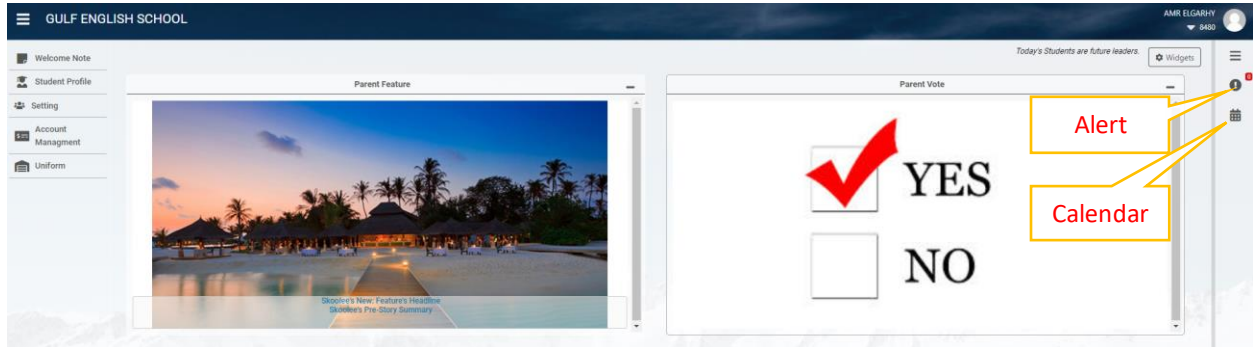 GULF ENGLISH SCHOOL
AMR ELGARHY
8480
Welcome Note
Student Profile
Setting
Account
Managment
Uniform
Today's Students are future leaders.
Widgets
Parent Feature
Skoolee's New: Feature's Headline
Skoolee's Pre-Story Summary
Parent Vote
YES
NO
0
Alert
Calendar